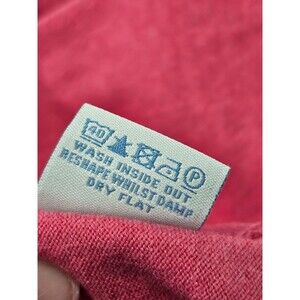 40 P
WASH INSIDE OUT
RESHAPE WHILST DAMP
DRY FLAT